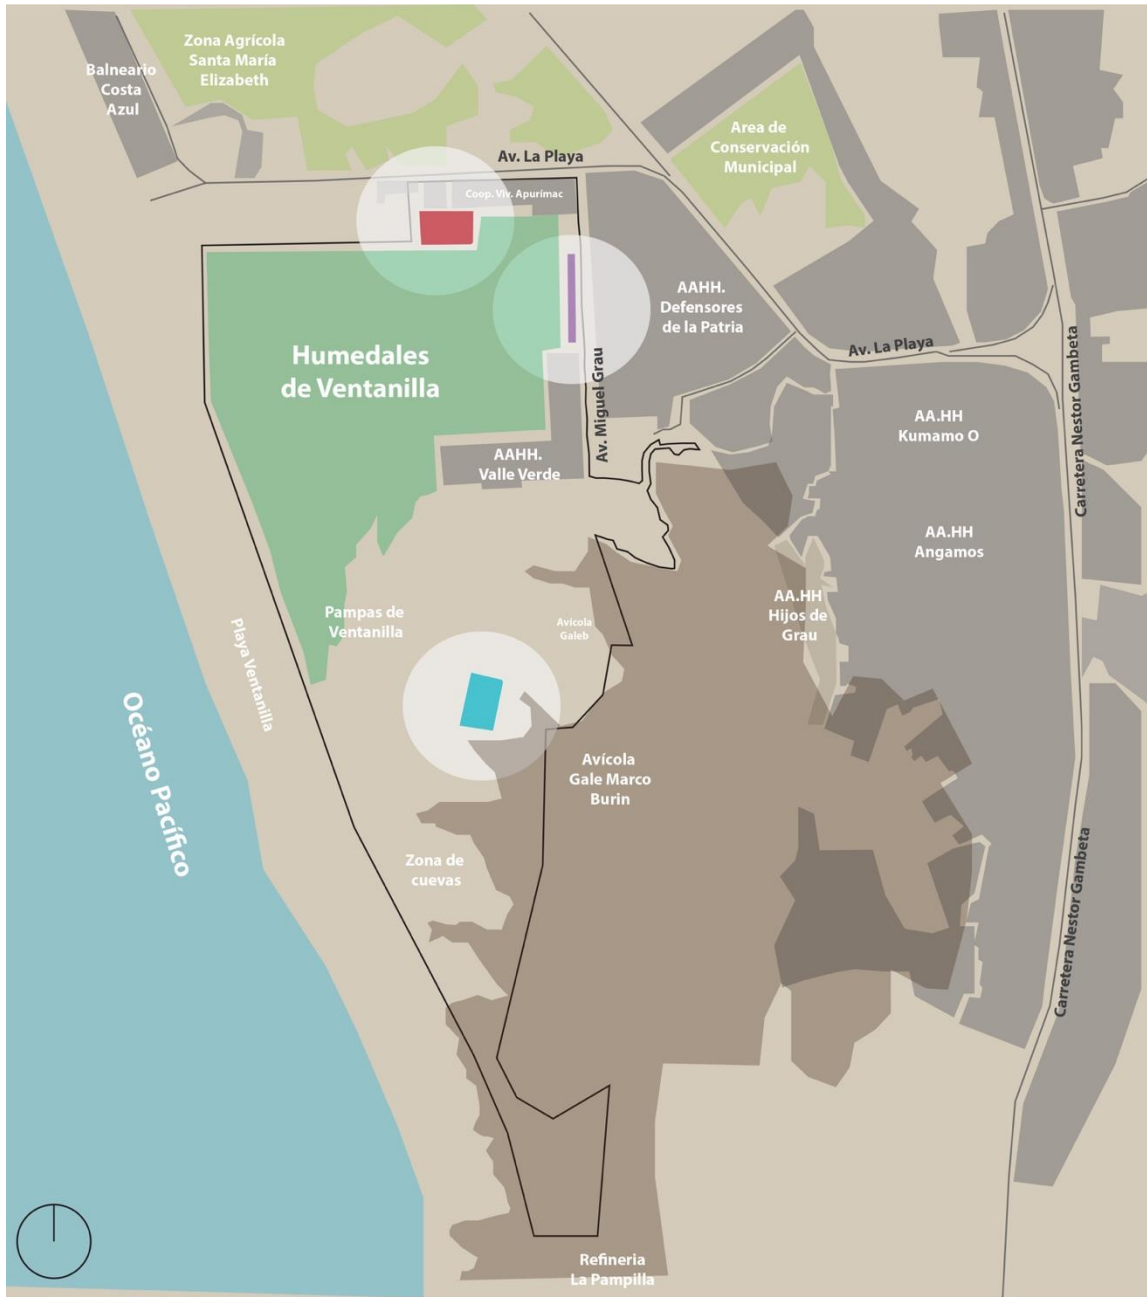 Zona Agrícola
Santa María
Elizabeth
Balneario
Costa
Azul
Area de
Conservación
Municipal
Av. La Playa
Coop. Viv. Apurímac
AAHH.
Defensores
de la Patria
Humedales
de Ventanilla
Av. La Playa
Av. Miguel Grau
Carretera Nestor Gambeta
AA.HH
Kumamo O
AAHH.
Valle Verde
AA.HH
Angamos
AA.HH
Hijos de
Grau
Pampas de
Ventanilla
Avícola
Galeb
Playa Ventanilla
Océano Pacífico
Avícola
Gale Marco
Burin
Zona de
cuevas
Carretera Nestor Gambeta
Refineria
La Pampilla